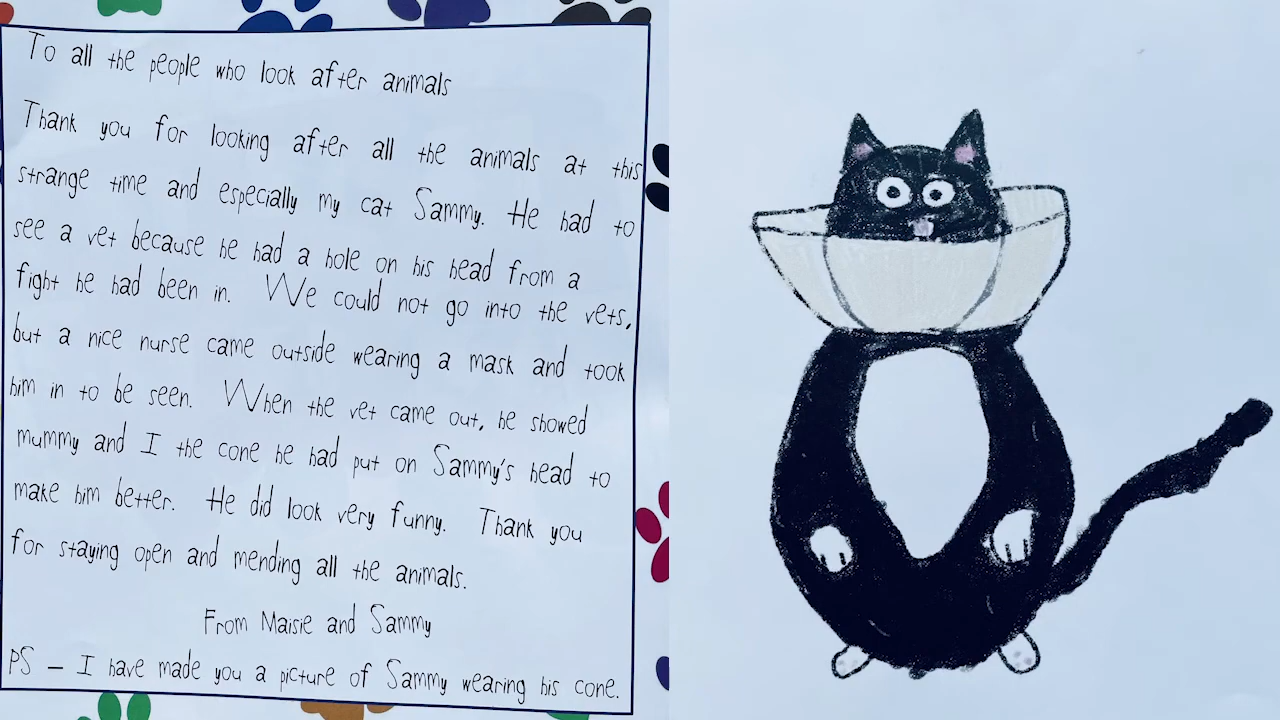 To all the people who look after animals
Thank you for looking after all the animals at this
strange time and especially my cat Sammy. He had to
see a vet because he had a hole on his head from a
fight he had been in. We could not go into the vets,
but a nice nurse came outside wearing a mask and took
him in to be seen. When the vet came out, he showed
mummy and I the cone he had put on Sammy's head to
make him better. He did look very funny. Thank you
for staying open and mending all the animals.
From Maisie and Sammy
PS – I have made you a picture of Sammy wearing his cone.